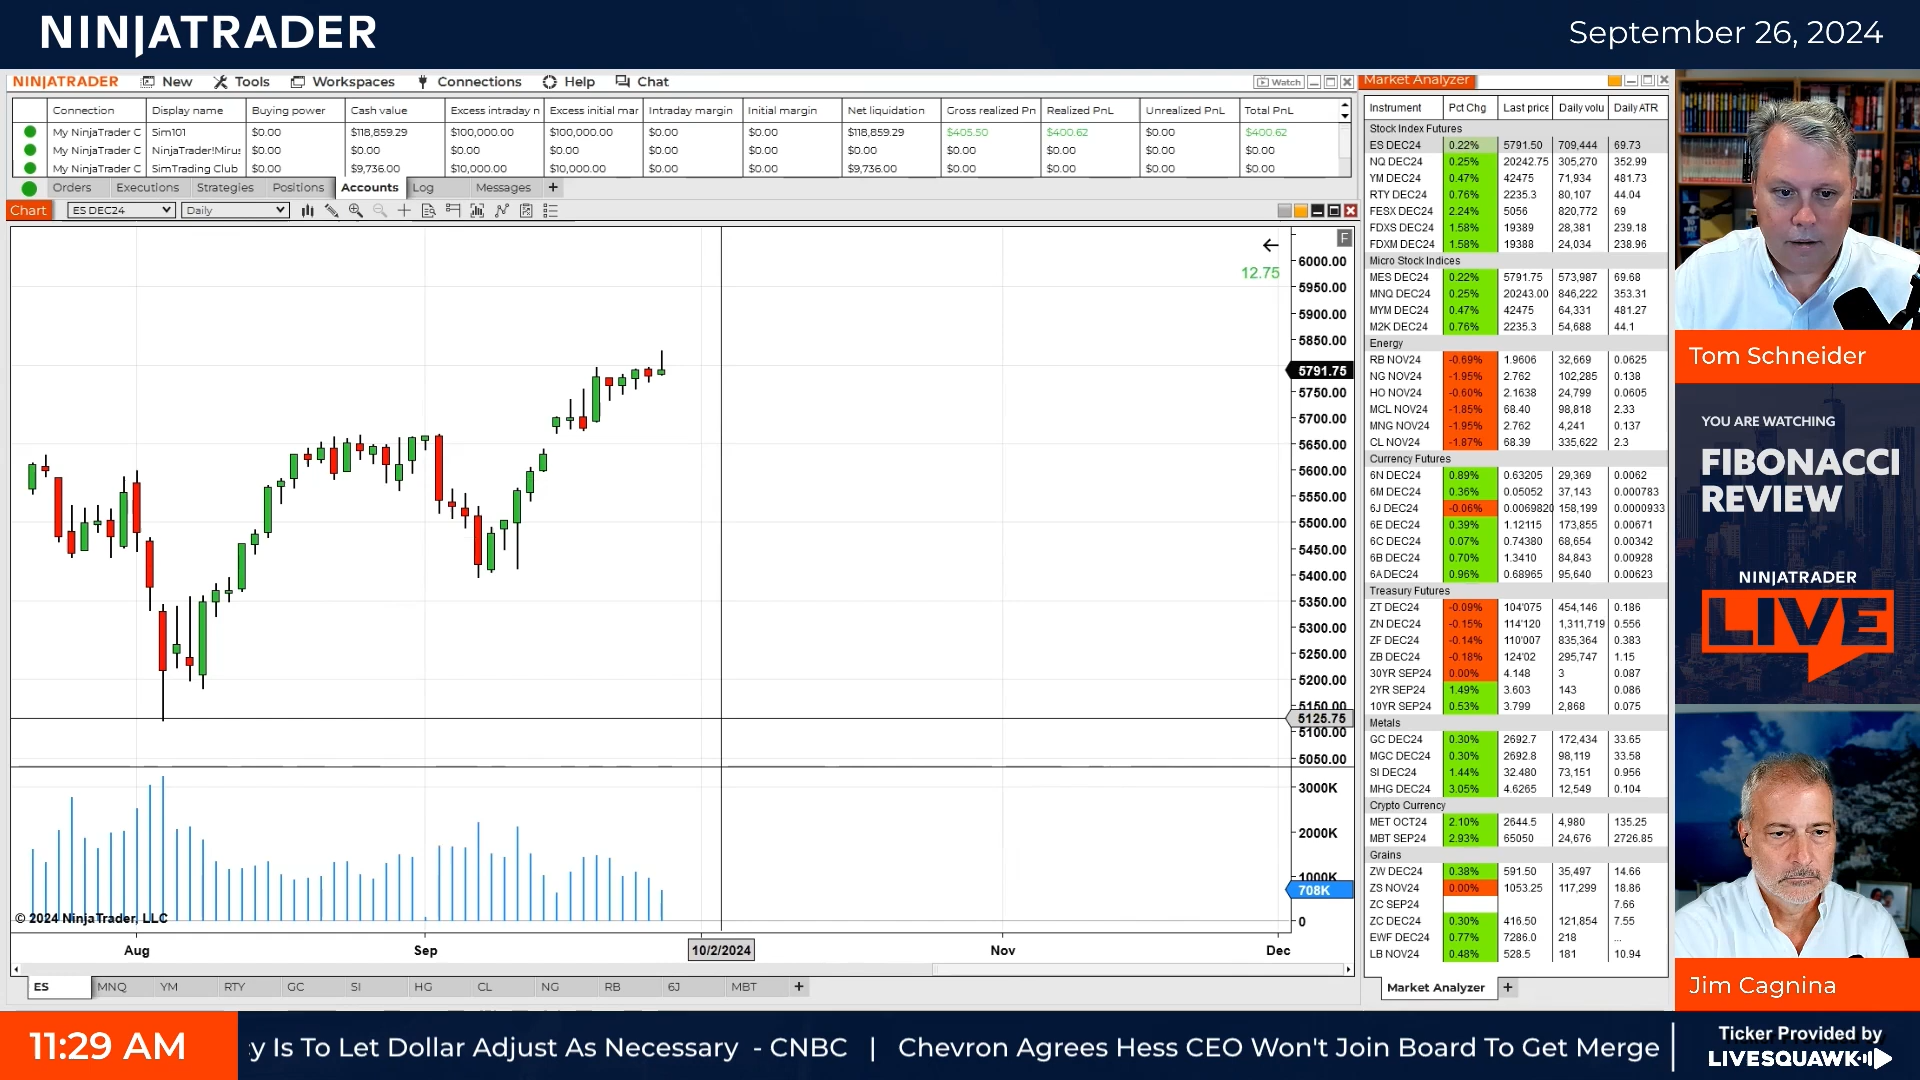 NINJATRADER
September 26, 2024
NINJATRADER New Tools Workspaces Connections Help Chat Watch
Connection Display name Buying power Cash value Excess intraday n Excess initial mar Intraday margin Initial margin Net liquidation Gross realized Pn Realized PnL Unrealized PnL Total PnL
My NinjaTrader C Sim101 $0.00 $118,859.29 $100,000.00 $100,000.00 $0.00 $0.00 $118,859.29 $405.50 $400.62 $0.00 $400.62
My NinjaTrader C NinjaTrader!Miru: $0.00 $0.00 $0.00 $0.00 $0.00 $0.00 $0.00 $0.00 $0.00 $0.00 $0.00
My NinjaTrader C SimTrading Club $0.00 $9,736.00 $10,000.00 $10,000.00 $0.00 $0.00 $9,736.00 $0.00 $0.00 $0.00 $0.00
Orders Executions Strategies Positions Accounts Log Messages +
Chart ES DEC24 Daily
F
12.75
6000.00
5950.00
5900.00
5850.00
5791.75
5750.00
5700.00
5650.00
5600.00
5550.00
5500.00
5450.00
5400.00
5350.00
5300.00
5250.00
5200.00
5150.00
5125.75
5100.00
5050.00
3000K
2000K
1000K
708K
0
© 2024 NinjaTrader, LLC
Aug Sep 10/2/2024 Nov Dec
ES MNQ YM RTY GC SI HG CL NG RB 6J MBT +
Market Analyzer
Instrument Pct Chg Last price Daily volu Daily ATR
Stock Index Futures
ES DEC24 0.22% 5791.50 709,444 69.73
NQ DEC24 0.25% 20242.75 305,270 352.99
YM DEC24 0.47% 42475 71,934 481.73
RTY DEC24 0.76% 2235.3 80,107 44.04
FESX DEC24 2.24% 5056 820,772 69
FDXS DEC24 1.58% 19389 28,381 239.18
FDXM DEC24 1.58% 19388 24,034 238.96
Micro Stock Indices
MES DEC24 0.22% 5791.75 573,987 69.68
MNQ DEC24 0.25% 20243.00 846,222 353.31
MYM DEC24 0.47% 42475 64,331 481.27
M2K DEC24 0.76% 2235.3 54,688 44.1
Energy
RB NOV24 -0.69% 1.9606 32,669 0.0625
NG NOV24 -1.95% 2.762 102,285 0.138
HO NOV24 -0.60% 2.1638 24,799 0.0605
MCL NOV24 -1.85% 68.40 98,818 2.33
MNG NOV24 -1.95% 2.762 4,241 0.137
CL NOV24 -1.87% 68.39 335,622 2.3
Currency Futures
6N DEC24 0.89% 0.63205 29,369 0.0062
6M DEC24 0.36% 0.05052 37,143 0.000783
6J DEC24 -0.06% 0.0069820 158,199 0.0000933
6E DEC24 0.39% 1.12115 173,855 0.00671
6C DEC24 0.07% 0.74380 68,654 0.00342
6B DEC24 0.70% 1.3410 84,843 0.00928
6A DEC24 0.96% 0.68965 95,640 0.00623
Treasury Futures
ZT DEC24 -0.09% 104'075 454,146 0.186
ZN DEC24 -0.15% 114'120 1,311,719 0.556
ZF DEC24 -0.14% 110'007 835,364 0.383
ZB DEC24 -0.18% 124'02 295,747 1.15
30YR SEP24 0.00% 4.148 3 0.087
2YR SEP24 1.49% 3.603 143 0.086
10YR SEP24 0.53% 3.799 2,868 0.075
Metals
GC DEC24 0.30% 2692.7 172,434 33.65
MGC DEC24 0.30% 2692.8 98,119 33.58
SI DEC24 1.44% 32.480 73,151 0.956
MHG DEC24 3.05% 4.6265 12,549 0.104
Crypto Currency
MET OCT24 2.10% 2644.5 4,980 135.25
MBT SEP24 2.93% 65050 24,676 2726.85
Grains
ZW DEC24 0.38% 591.50 35,497 14.66
ZS NOV24 0.00% 1053.25 117,299 18.86
ZC SEP24 7.66
ZC DEC24 0.30% 416.50 121,854 7.55
EWF DEC24 0.77% 7286.0 218 ...
LB NOV24 0.48% 528.5 181 10.94
Market Analyzer +
Tom Schneider
YOU ARE WATCHING
FIBONACCI
REVIEW
NINJATRADER
LIVE
Jim Cagnina
11:29 AM
y Is To Let Dollar Adjust As Necessary - CNBC | Chevron Agrees Hess CEO Won't Join Board To Get Merge
Ticker Provided by
LIVESQUAWK